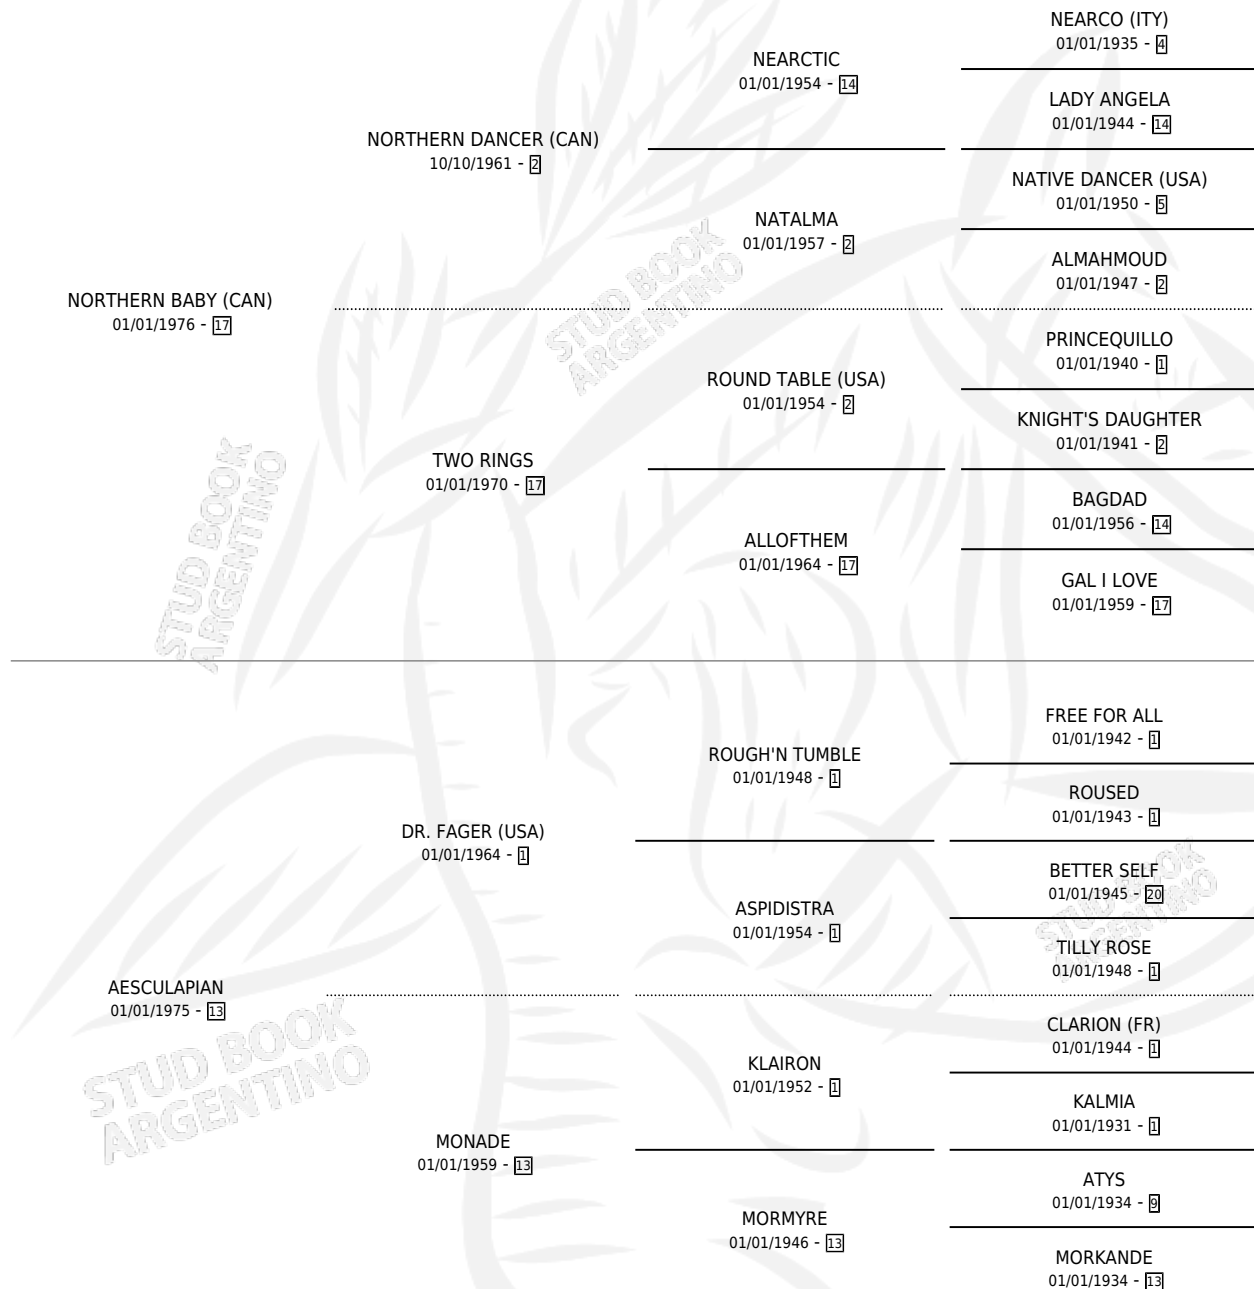 NEARCO (ITY)
01/01/1935 - 4
NEARCTIC
01/01/1954 - 14
LADY ANGELA
01/01/1944 - 14
NORTHERN DANCER (CAN)
10/10/1961 - 2
NATIVE DANCER (USA)
01/01/1950 - 5
NATALMA
01/01/1957 - 2
ALMAHMOUD
01/01/1947 - 2
NORTHERN BABY (CAN)
01/01/1976 - 17
PRINCEQUILLO
01/01/1940 - 1
ROUND TABLE (USA)
01/01/1954 - 2
KNIGHT'S DAUGHTER
01/01/1941 - 2
TWO RINGS
01/01/1970 - 17
BAGDAD
01/01/1956 - 14
ALLOFTHEM
01/01/1964 - 17
GAL I LOVE
01/01/1959 - 17
FREE FOR ALL
01/01/1942 - 1
ROUGH'N TUMBLE
01/01/1948 - 1
ROUSED
01/01/1943 - 1
DR. FAGER (USA)
01/01/1964 - 1
BETTER SELF
01/01/1945 - 20
ASPIDISTRA
01/01/1954 - 1
TILLY ROSE
01/01/1948 - 1
AESCULAPIAN
01/01/1975 - 13
CLARION (FR)
01/01/1944 - 1
KLAIRON
01/01/1952 - 1
KALMIA
01/01/1931 - 1
MONADE
01/01/1959 - 13
ATYS
01/01/1934 - 9
MORMYRE
01/01/1946 - 13
MORKANDE
01/01/1934 - 13
STUD BOOK
ARGENTINO
STUD BOOK
ARGENTINO
STUD BOOK
ARGENTINO
STUD BOOK
ARGENTINO